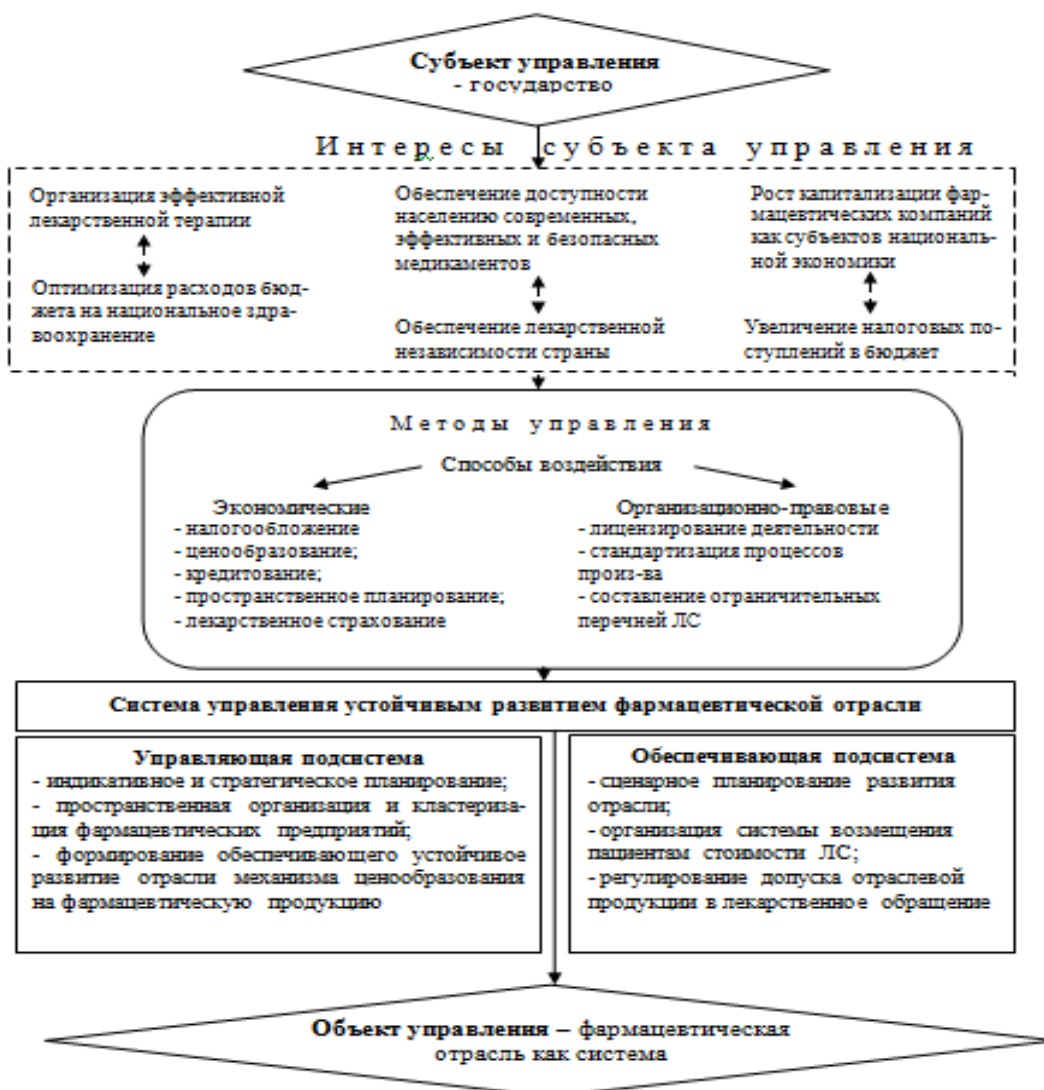 Субъект управления
- государство
Интересы субъекта управления
Организация эффективной
лекарственной терапии
Оптимизация расходов бюд-
жета на национальное здра-
воохранение
Обеспечение доступности
населению современных,
эффективных и безопасных
медикаментов
Обеспечение лекарственной
независимости страны
Рост капитализации фар-
мацевтических компаний
как субъектов националь-
ной экономики
Увеличение налоговых по-
ступлений в бюджет
Методы управления
Способы воздействия
Экономические
- налогообложение
- ценообразование;
- кредитование;
- пространственное планирование;
- лекарственное страхование
Организационно-правовые
- лицензирование деятельности
- стандартизация процессов
произ-ва
- составление ограничительных
перечней ЛС
Система управления устойчивым развитием фармацевтической отрасли
Управляющая подсистема
- индикативное и стратегическое планирование;
- пространственная организация и кластериза-
ция фармацевтических предприятий;
- формирование обеспечивающего устойчивое
развитие отрасли механизма ценообразования
на фармацевтическую продукцию
Обеспечивающая подсистема
- сценарное планирование развития
отрасли;
- организация системы возмещения
пациентам стоимости ЛС;
- регулирование допуска отраслевой
продукции в лекарственное обращение
Объект управления – фармацевтическая
отрасль как система